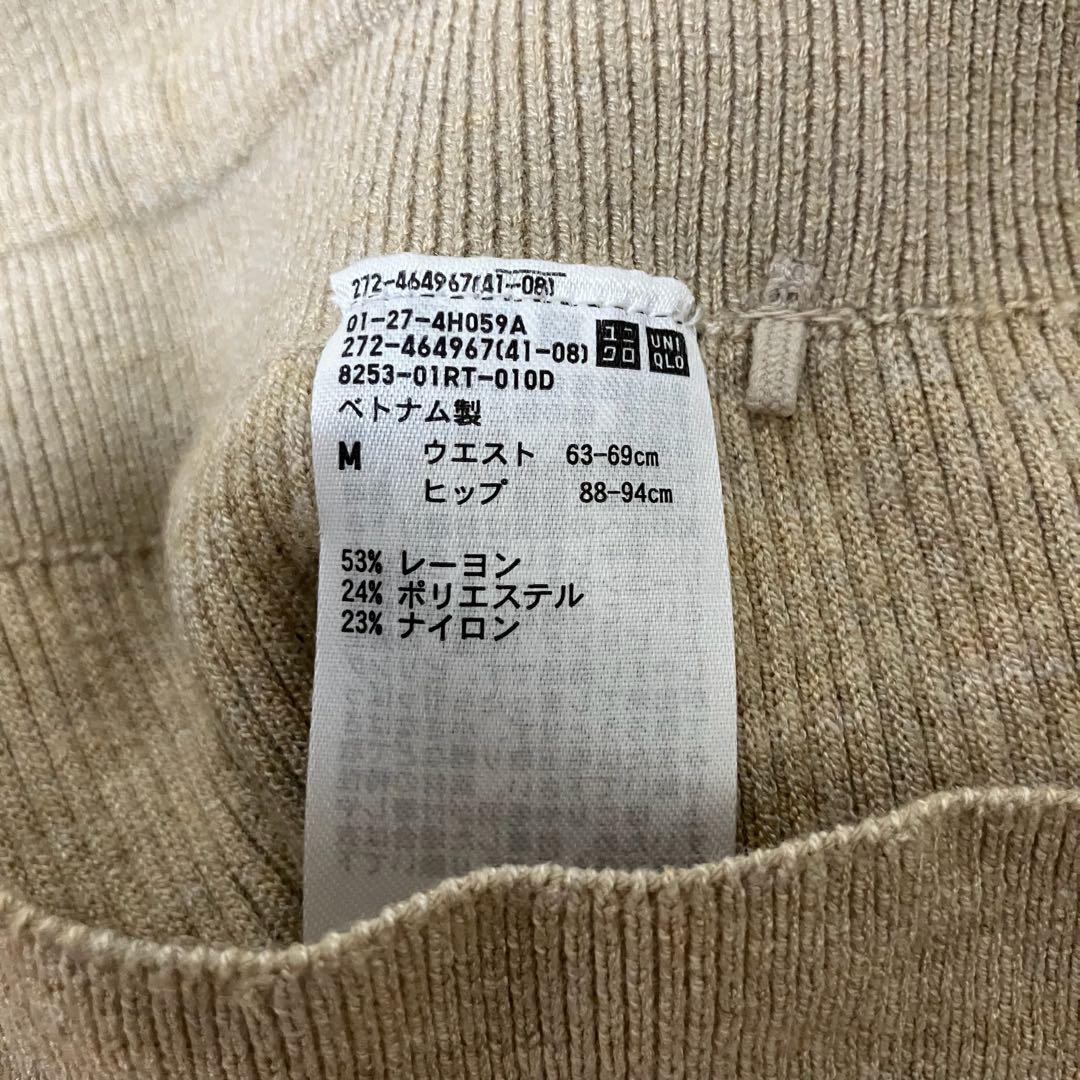 272-464967(41-08)
01-27-4H059A
272-464967(41-08)
ユニクロ
UNIQLO
8253-01RT-010D
ベトナム製
M ウエスト 63-69cm
ヒップ 88-94cm
53% レーヨン
24% ポリエステル
23% ナイロン